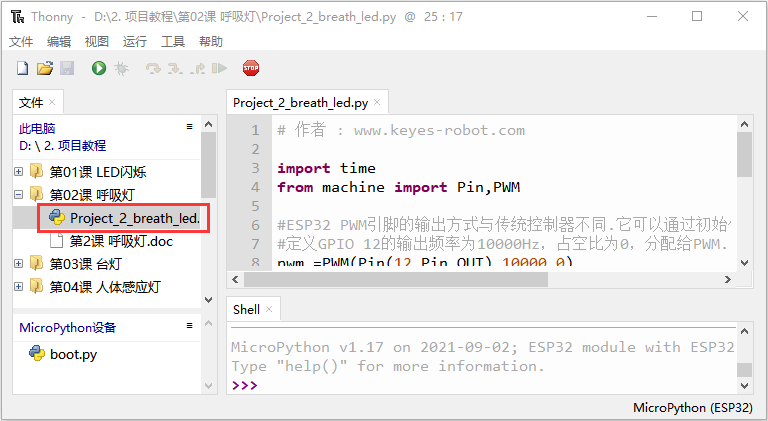 Thonny - D:\2. 项目教程\第02课 呼吸灯\Project_2_breath_led.py @ 25 : 17
文件 编辑 视图 运行 工具 帮助
STOP
文件
此电脑
D: \ 2. 项目教程
第01课 LED闪烁
第02课 呼吸灯
Project_2_breath_led.
第2课 呼吸灯.doc
第03课 台灯
第04课 人体感应灯
MicroPython设备
boot.py
Project_2_breath_led.py
1 # 作者 : www.keyes-robot.com
2
3 import time
4 from machine import Pin,PWM
5
6 #ESP32 PWM引脚的输出方式与传统控制器不同.它可以通过初始
7 #定义GPIO 12的输出频率为10000Hz，占空比为0，分配给PWM.
8 pwm =PWM(Pin(12,Pin.OUT),10000,0)
Shell
MicroPython v1.17 on 2021-09-02; ESP32 module with ESP32
Type "help()" for more information.
>>>
MicroPython (ESP32)